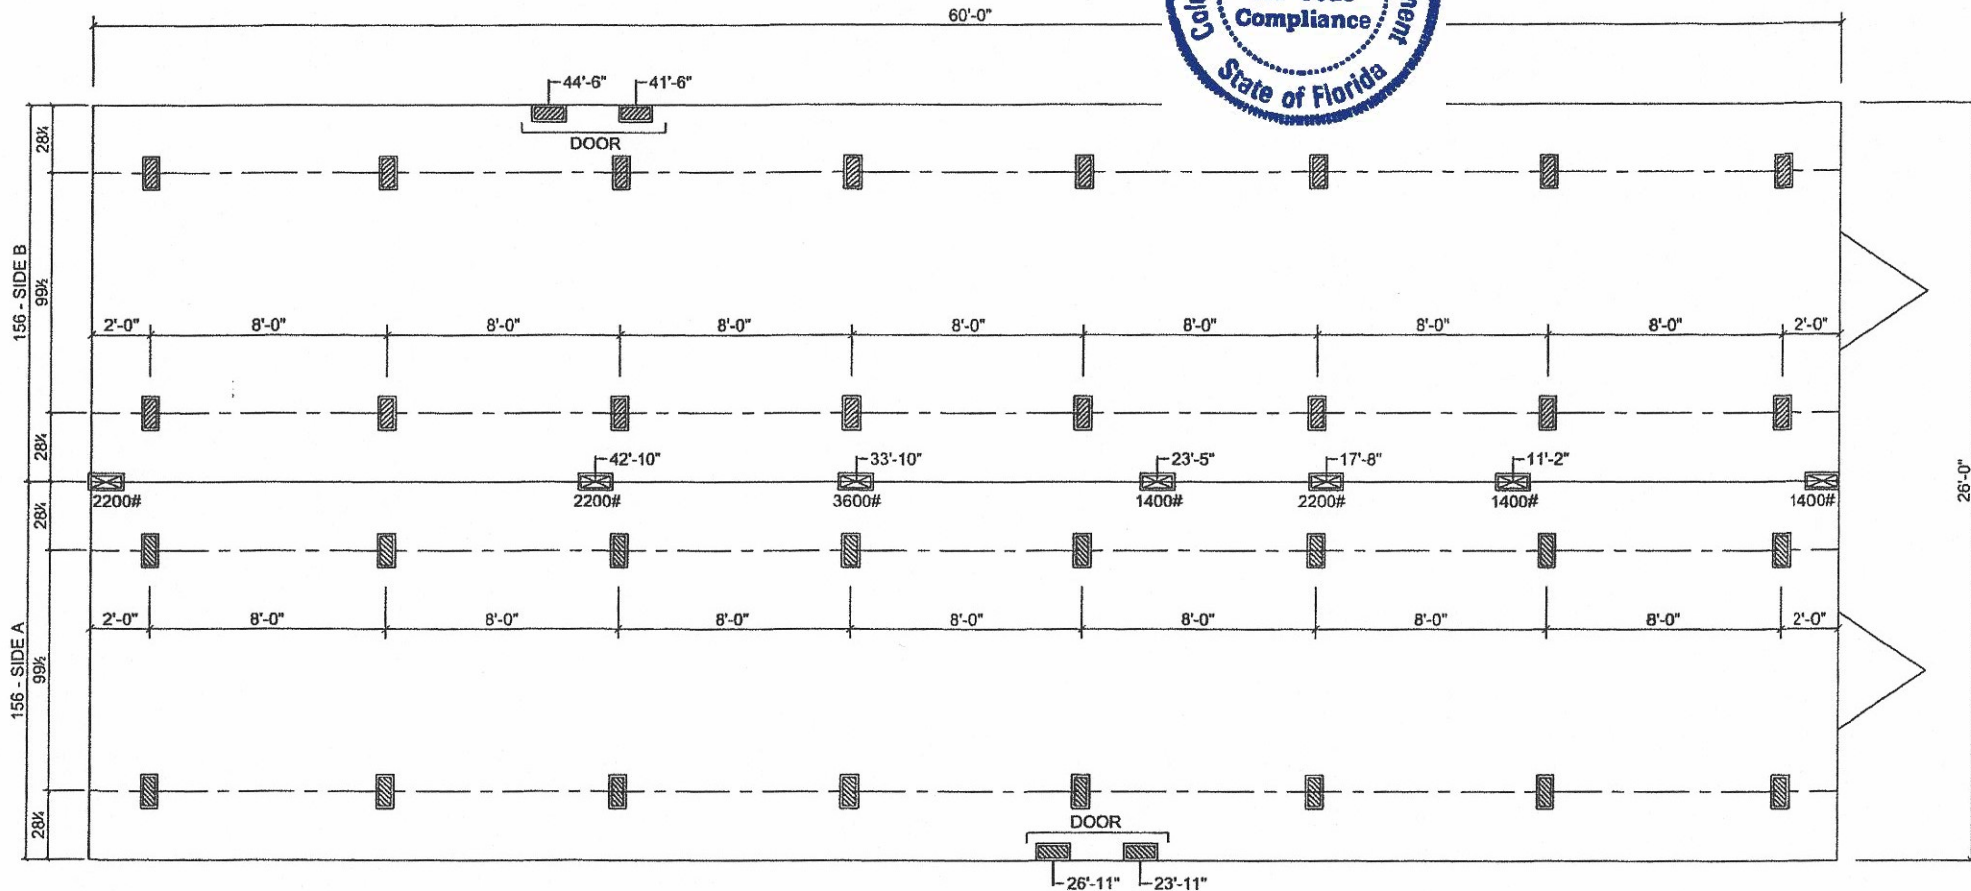 60'-0"
Compliance
State of Florida
44'-6" 41'-6"
DOOR
28¼
156 - SIDE B
99½
2'-0" 8'-0" 8'-0" 8'-0" 8'-0" 8'-0" 8'-0" 8'-0" 2'-0"
28¼
42'-10" 33'-10" 23'-5" 17'-8" 11'-2"
2200# 2200# 3600# 1400# 2200# 1400# 1400#
26'-0"
28¼
2'-0" 8'-0" 8'-0" 8'-0" 8'-0" 8'-0" 8'-0" 8'-0" 2'-0"
156 - SIDE A
99½
28¼
DOOR
26'-11" 23'-11"